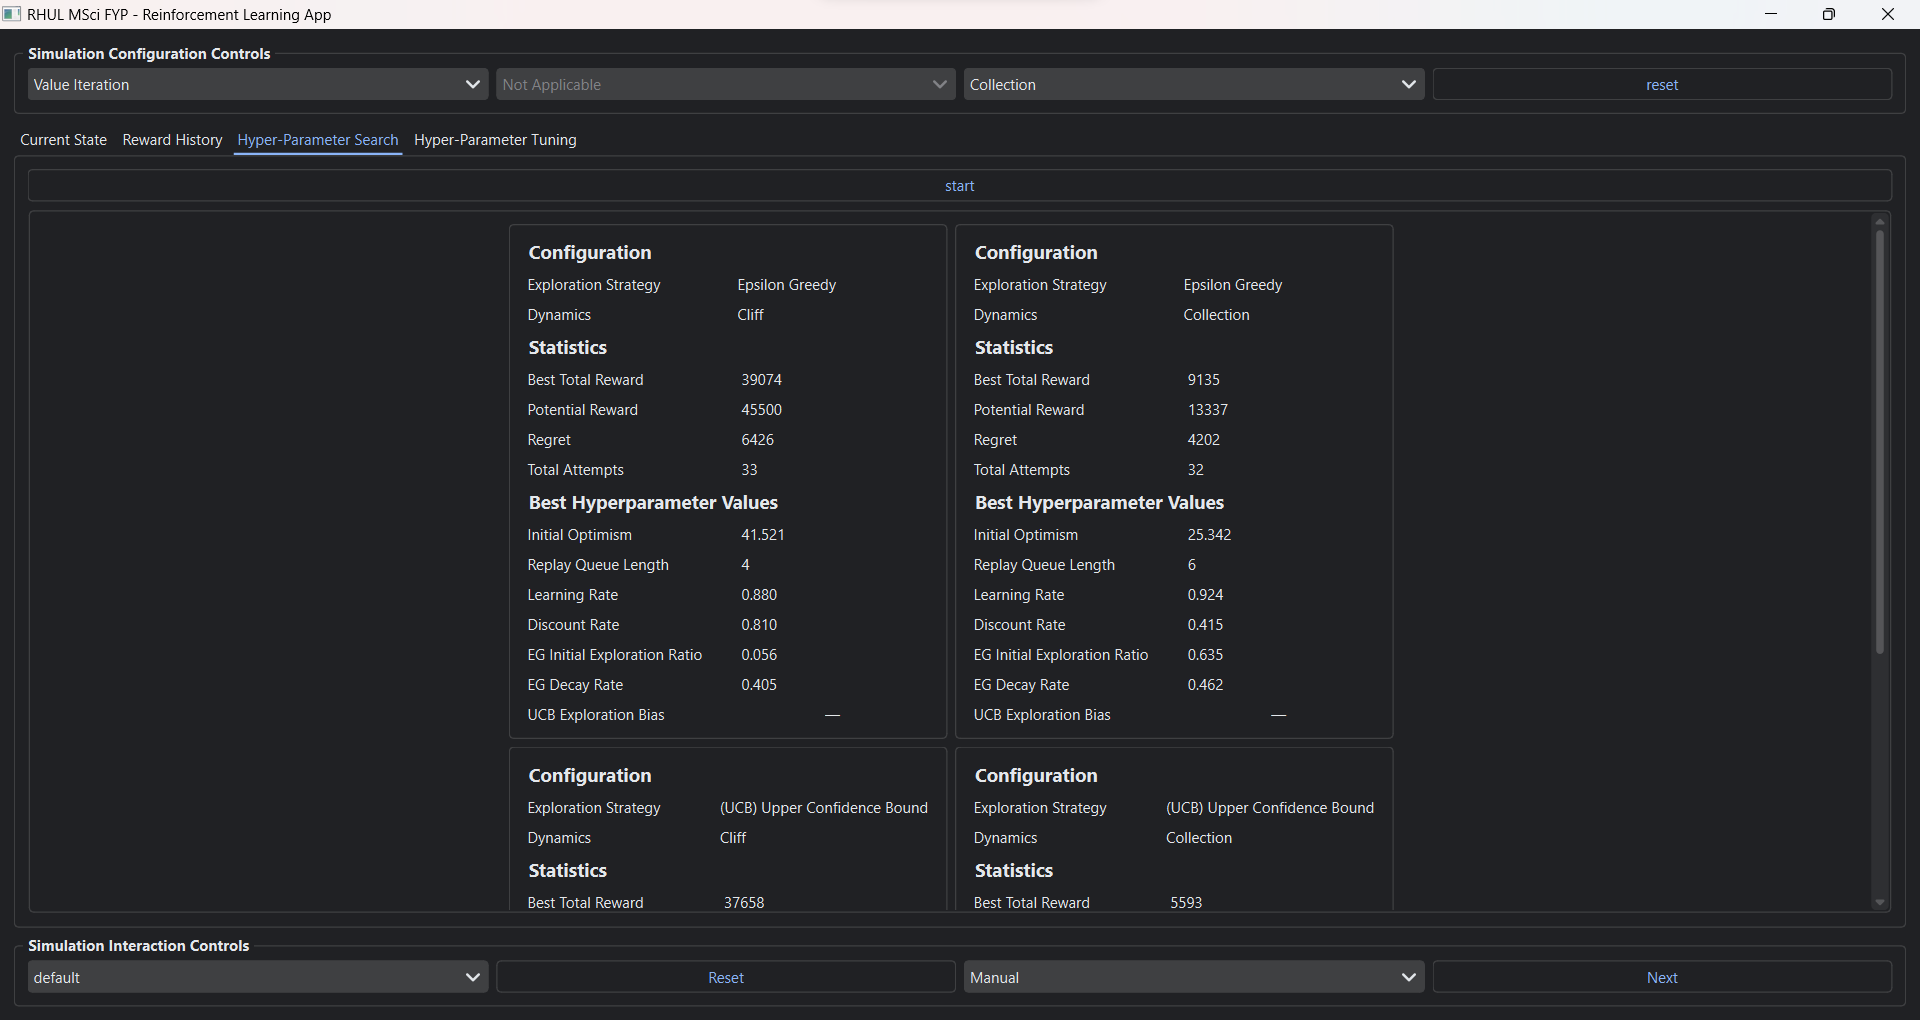 RHUL MSci FYP - Reinforcement Learning App
Simulation Configuration Controls
Value Iteration
Not Applicable
Collection
reset
Current State
Reward History
Hyper-Parameter Search
Hyper-Parameter Tuning
start
Configuration
Exploration Strategy Epsilon Greedy
Dynamics Cliff
Statistics
Best Total Reward 39074
Potential Reward 45500
Regret 6426
Total Attempts 33
Best Hyperparameter Values
Initial Optimism 41.521
Replay Queue Length 4
Learning Rate 0.880
Discount Rate 0.810
EG Initial Exploration Ratio 0.056
EG Decay Rate 0.405
UCB Exploration Bias —
Configuration
Exploration Strategy Epsilon Greedy
Dynamics Collection
Statistics
Best Total Reward 9135
Potential Reward 13337
Regret 4202
Total Attempts 32
Best Hyperparameter Values
Initial Optimism 25.342
Replay Queue Length 6
Learning Rate 0.924
Discount Rate 0.415
EG Initial Exploration Ratio 0.635
EG Decay Rate 0.462
UCB Exploration Bias —
Configuration
Exploration Strategy (UCB) Upper Confidence Bound
Dynamics Cliff
Statistics
Best Total Reward 37658
Configuration
Exploration Strategy (UCB) Upper Confidence Bound
Dynamics Collection
Statistics
Best Total Reward 5593
Simulation Interaction Controls
default
Reset
Manual
Next